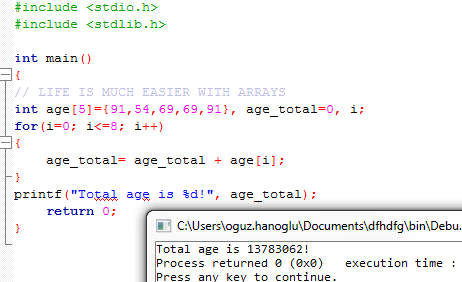 #include <stdio.h>
#include <stdlib.h>
int main()
{
// LIFE IS MUCH EASIER WITH ARRAYS
int age[5]={91,54,69,69,91}, age_total=0, i;
for(i=0; i<=8; i++)
{
age_total= age_total + age[i];
}
printf("Total age is %d!", age_total);
return 0;
}
C:\Users\oguz.hanoglu\Documents\dfhdfg\bin\Debu.
Total age is 13783062!
Process returned 0 (0x0) execution time :
Press any key to continue.